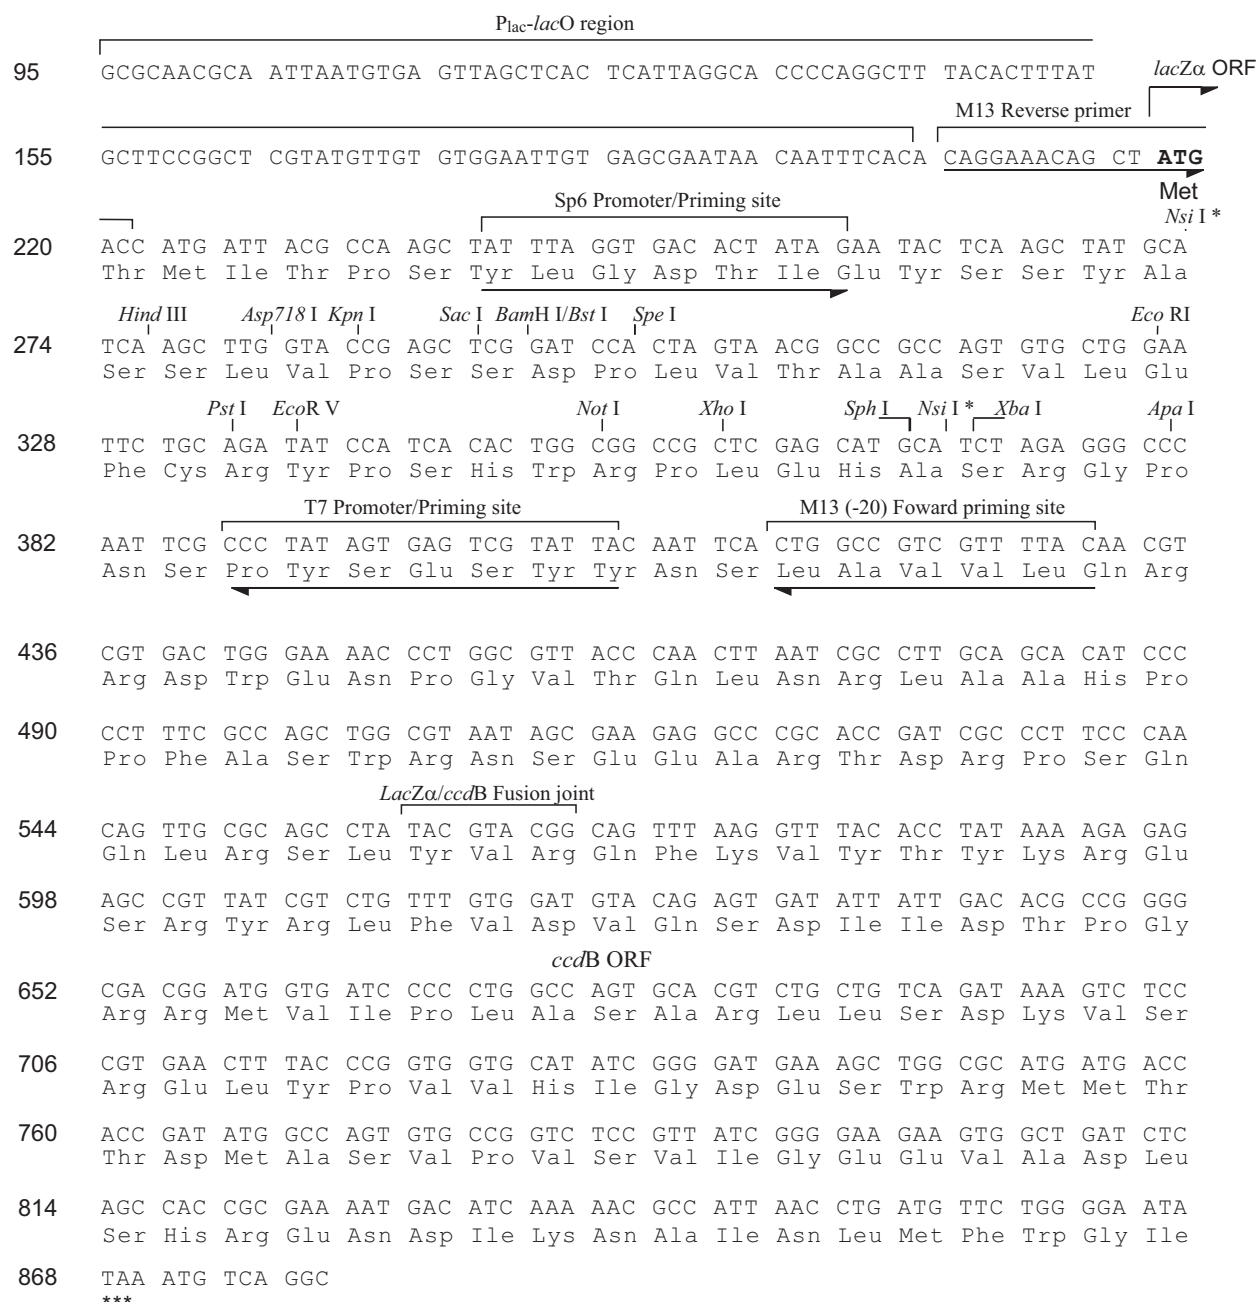 Plac-lacO region
95 GCGCAACGCA ATTAATGTGA GTTAGCTCAC TCATTAGGCA CCCCAGGCTT TACACTTTAT
lacZα ORF
M13 Reverse primer
155 GCTTCCGGCT CGTATGTTGT GTGGAATTGT GAGCGAATAA CAATTTCACA CAGGAAACAG CT ATG
Met
Sp6 Promoter/Priming site
Nsi I *
220 ACC ATG ATT ACG CCA AGC TAT TTA GGT GAC ACT ATA GAA TAC TCA AGC TAT GCA
Thr Met Ile Thr Pro Ser Tyr Leu Gly Asp Thr Ile Glu Tyr Ser Ser Tyr Ala
Hind III Asp718 I Kpn I Sac I BamH I/Bst I Spe I Eco RI
274 TCA AGC TTG GTA CCG AGC TCG GAT CCA CTA GTA ACG GCC GCC AGT GTG CTG GAA
Ser Ser Leu Val Pro Ser Ser Asp Pro Leu Val Thr Ala Ala Ser Val Leu Glu
Pst I EcoR V Not I Xho I Sph I Nsi I * Xba I Apa I
328 TTC TGC AGA TAT CCA TCA CAC TGG CGG CCG CTC GAG CAT GCA TCT AGA GGG CCC
Phe Cys Arg Tyr Pro Ser His Trp Arg Pro Leu Glu His Ala Ser Arg Gly Pro
T7 Promoter/Priming site M13 (-20) Foward priming site
382 AAT TCG CCC TAT AGT GAG TCG TAT TAC AAT TCA CTG GCC GTC GTT TTA CAA CGT
Asn Ser Pro Tyr Ser Glu Ser Tyr Tyr Asn Ser Leu Ala Val Val Leu Gln Arg
436 CGT GAC TGG GAA AAC CCT GGC GTT ACC CAA CTT AAT CGC CTT GCA GCA CAT CCC
Arg Asp Trp Glu Asn Pro Gly Val Thr Gln Leu Asn Arg Leu Ala Ala His Pro
490 CCT TTC GCC AGC TGG CGT AAT AGC GAA GAG GCC CGC ACC GAT CGC CCT TCC CAA
Pro Phe Ala Ser Trp Arg Asn Ser Glu Glu Ala Arg Thr Asp Arg Pro Ser Gln
LacZα/ccdB Fusion joint
544 CAG TTG CGC AGC CTA TAC GTA CGG CAG TTT AAG GTT TAC ACC TAT AAA AGA GAG
Gln Leu Arg Ser Leu Tyr Val Arg Gln Phe Lys Val Tyr Thr Tyr Lys Arg Glu
598 AGC CGT TAT CGT CTG TTT GTG GAT GTA CAG AGT GAT ATT ATT GAC ACG CCG GGG
Ser Arg Tyr Arg Leu Phe Val Asp Val Gln Ser Asp Ile Ile Asp Thr Pro Gly
ccdB ORF
652 CGA CGG ATG GTG ATC CCC CTG GCC AGT GCA CGT CTG CTG TCA GAT AAA GTC TCC
Arg Arg Met Val Ile Pro Leu Ala Ser Ala Arg Leu Leu Ser Asp Lys Val Ser
706 CGT GAA CTT TAC CCG GTG GTG CAT ATC GGG GAT GAA AGC TGG CGC ATG ATG ACC
Arg Glu Leu Tyr Pro Val Val His Ile Gly Asp Glu Ser Trp Arg Met Met Thr
760 ACC GAT ATG GCC AGT GTG CCG GTC TCC GTT ATC GGG GAA GAA GTG GCT GAT CTC
Thr Asp Met Ala Ser Val Pro Val Ser Val Ile Gly Glu Glu Val Ala Asp Leu
814 AGC CAC CGC GAA AAT GAC ATC AAA AAC GCC ATT AAC CTG ATG TTC TGG GGA ATA
Ser His Arg Glu Asn Asp Ile Lys Asn Ala Ile Asn Leu Met Phe Trp Gly Ile
868 TAA ATG TCA GGC
***